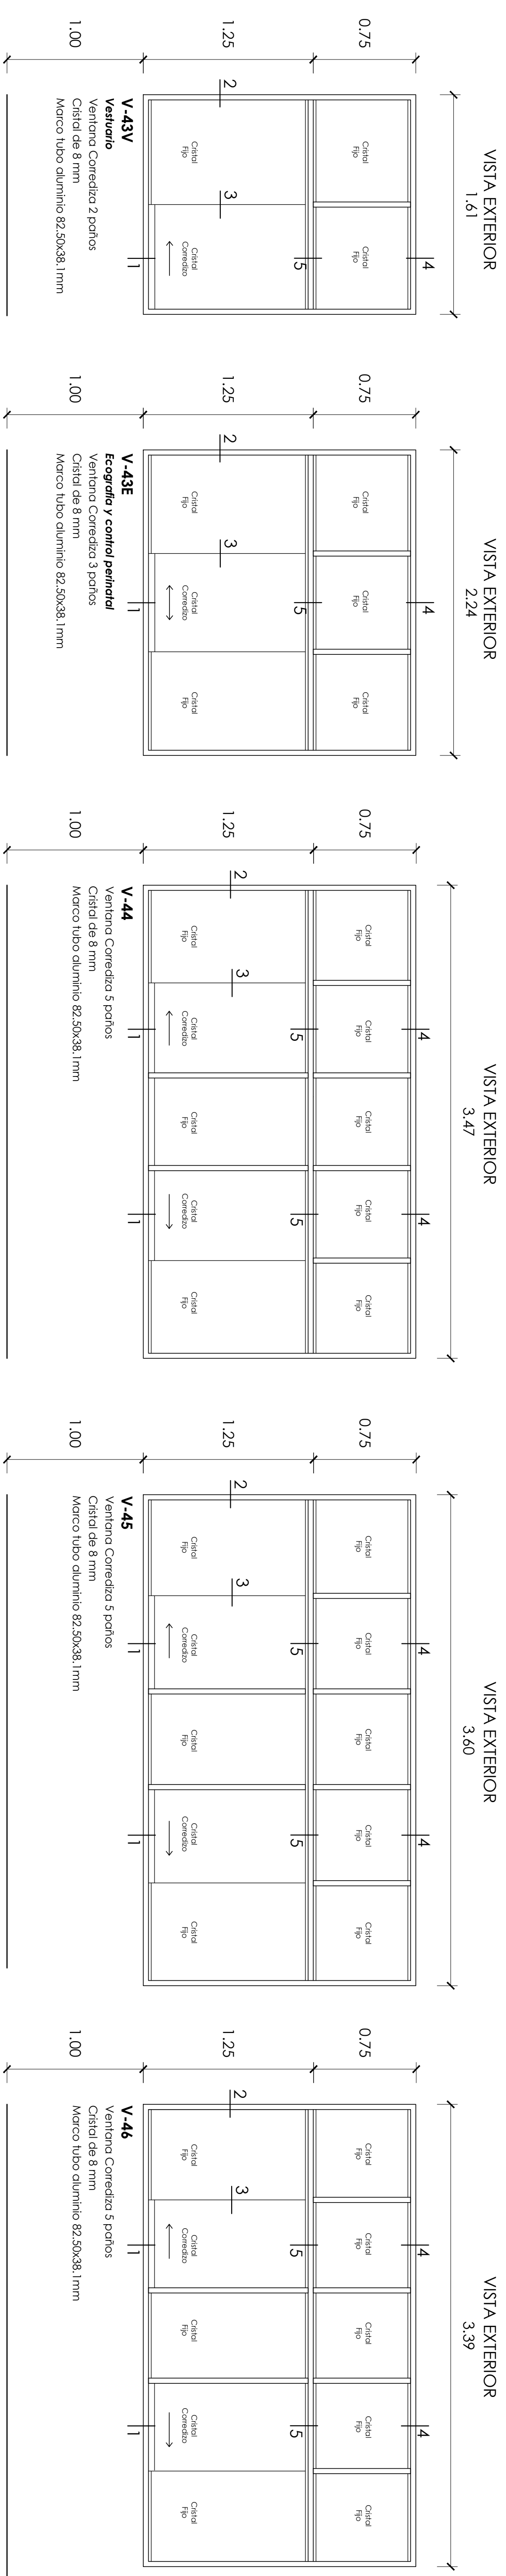 VISTA EXTERIOR
1.61
0.75
1.25
1.00
Cristal
Fijo
Cristal
Fijo
4
5
2
3
Cristal
Fijo
Cristal
Corredizo
1
V-43V
Vestuario
Ventana Corrediza 2 paños
Cristal de 8 mm
Marco tubo aluminio 82.50x38.1mm
VISTA EXTERIOR
2.24
0.75
1.25
1.00
Cristal
Fijo
Cristal
Fijo
Cristal
Fijo
4
5
2
3
Cristal
Fijo
Cristal
Corredizo
Cristal
Fijo
1
V-43E
Ecografia y control perinatal
Ventana Corrediza 3 paños
Cristal de 8 mm
Marco tubo aluminio 82.50x38.1mm
VISTA EXTERIOR
3.47
0.75
1.25
1.00
Cristal
Fijo
Cristal
Fijo
Cristal
Fijo
Cristal
Fijo
Cristal
Fijo
4
4
5
5
2
3
Cristal
Fijo
Cristal
Corredizo
Cristal
Fijo
Cristal
Corredizo
Cristal
Fijo
1
1
V-44
Ventana Corrediza 5 paños
Cristal de 8 mm
Marco tubo aluminio 82.50x38.1mm
VISTA EXTERIOR
3.60
0.75
1.25
1.00
Cristal
Fijo
Cristal
Fijo
Cristal
Fijo
Cristal
Fijo
Cristal
Fijo
4
4
5
5
2
3
Cristal
Fijo
Cristal
Corredizo
Cristal
Fijo
Cristal
Corredizo
Cristal
Fijo
1
1
V-45
Ventana Corrediza 5 paños
Cristal de 8 mm
Marco tubo aluminio 82.50x38.1mm
VISTA EXTERIOR
3.39
0.75
1.25
1.00
Cristal
Fijo
Cristal
Fijo
Cristal
Fijo
Cristal
Fijo
Cristal
Fijo
4
4
5
5
2
3
Cristal
Fijo
Cristal
Corredizo
Cristal
Fijo
Cristal
Corredizo
Cristal
Fijo
1
1
V-46
Ventana Corrediza 5 paños
Cristal de 8 mm
Marco tubo aluminio 82.50x38.1mm